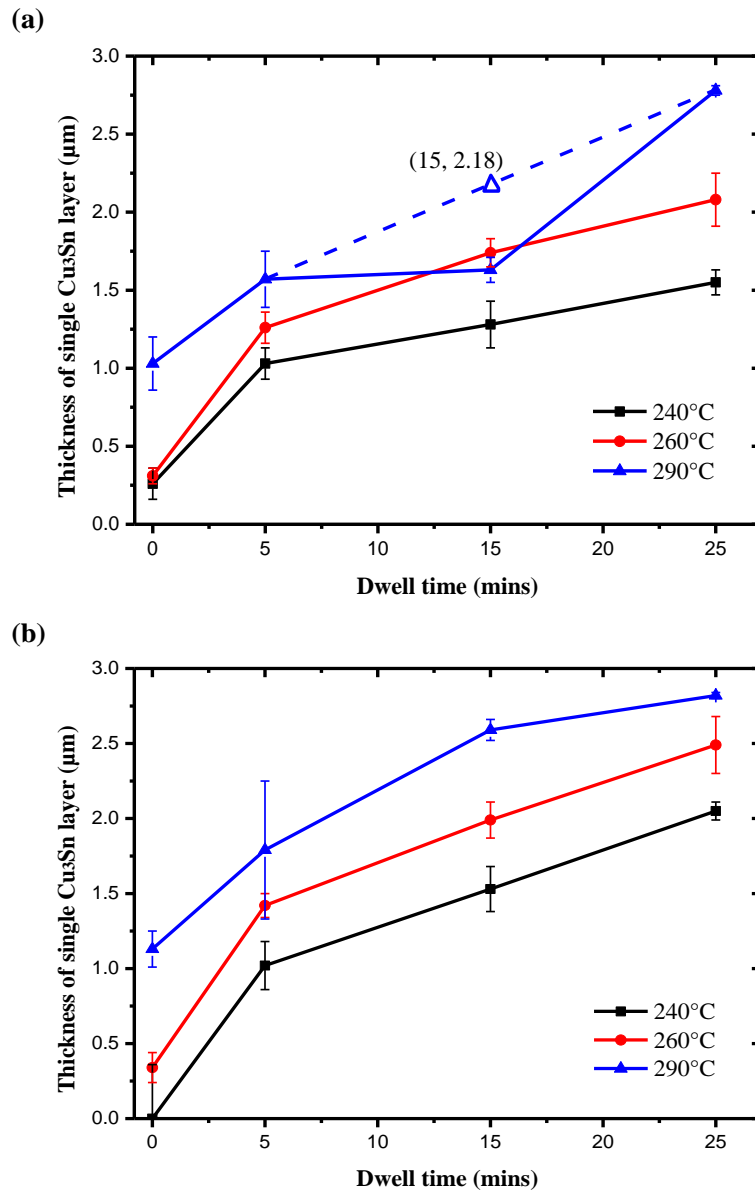 (a)
3.0
2.5
(15, 2.18)
2.0
1.5
1.0
240°C
260°C
0.5
290°C
0.0
0 5 10 15 20 25
Thickness of single Cu₃Sn layer (μm)
Dwell time (mins)
(b)
3.0
2.5
2.0
1.5
1.0
240°C
0.5
260°C
290°C
0.0
0 5 10 15 20 25
Thickness of single Cu₃Sn layer (μm)
Dwell time (mins)